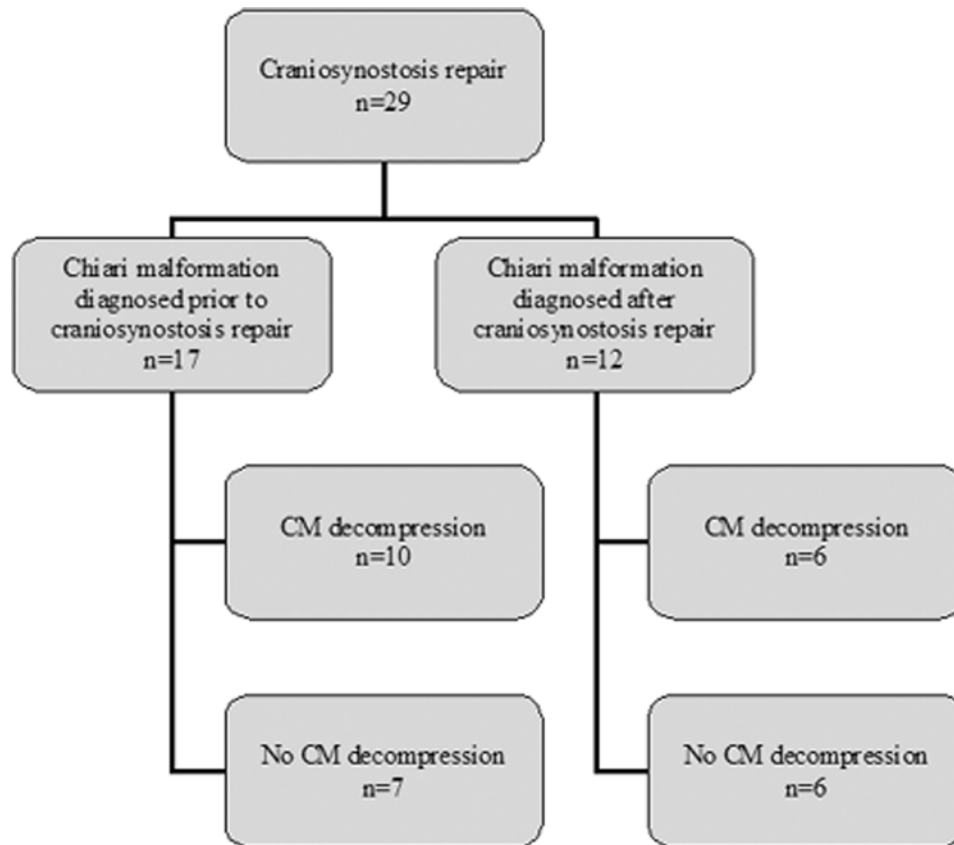 Craniosynostosis repair
n=29
Chiari malformation
diagnosed prior to
craniosynostosis repair
n=17
Chiari malformation
diagnosed after
craniosynostosis repair
n=12
CM decompression
n=10
CM decompression
n=6
No CM decompression
n=7
No CM decompression
n=6